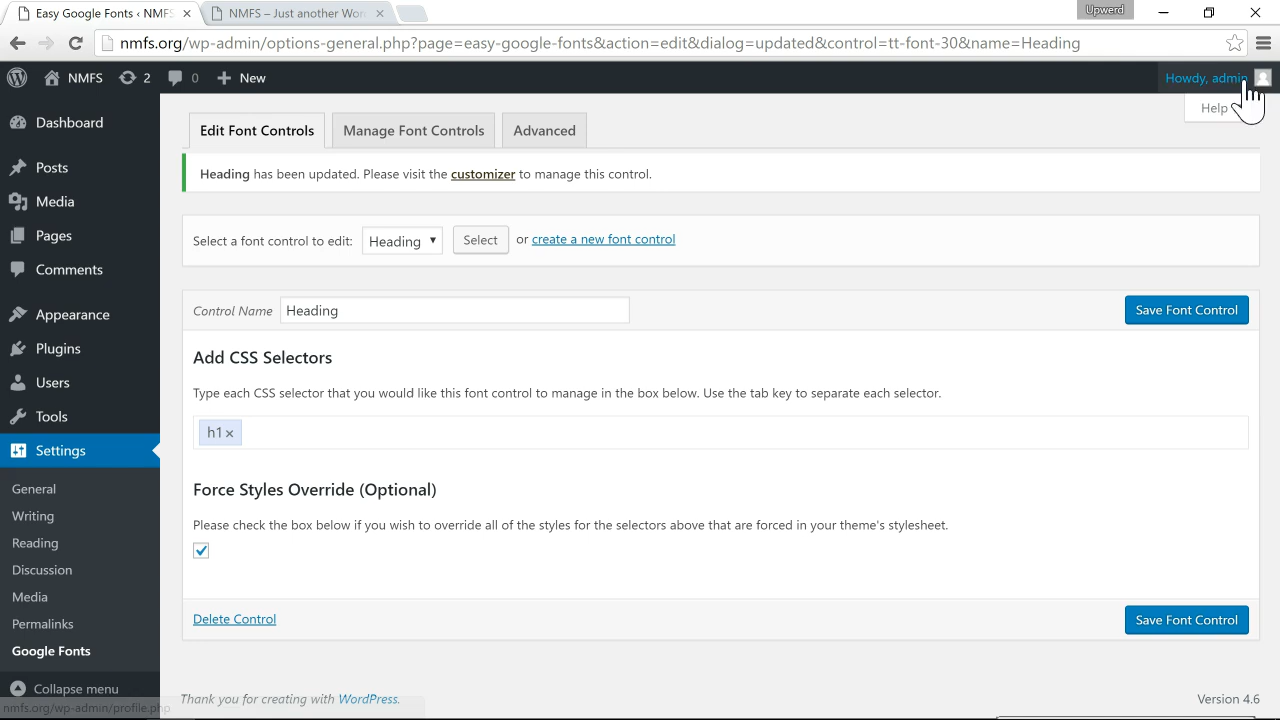 Easy Google Fonts ‹ NMFS ×
NMFS – Just another Wor ×
Upwerd
nmfs.org/wp-admin/options-general.php?page=easy-google-fonts&action=edit&dialog=updated&control=tt-font-30&name=Heading
NMFS 2 0 + New
Howdy, admin
Help
Dashboard
Posts
Media
Pages
Comments
Appearance
Plugins
Users
Tools
Settings
General
Writing
Reading
Discussion
Media
Permalinks
Google Fonts
Collapse menu
nmfs.org/wp-admin/profile.php
Edit Font Controls
Manage Font Controls
Advanced
Heading has been updated. Please visit the customizer to manage this control.
Select a font control to edit: Heading ▼ Select or create a new font control
Control Name Heading
Save Font Control
Add CSS Selectors
Type each CSS selector that you would like this font control to manage in the box below. Use the tab key to separate each selector.
h1 ×
Force Styles Override (Optional)
Please check the box below if you wish to override all of the styles for the selectors above that are forced in your theme's stylesheet.
Delete Control
Save Font Control
Thank you for creating with WordPress.
Version 4.6